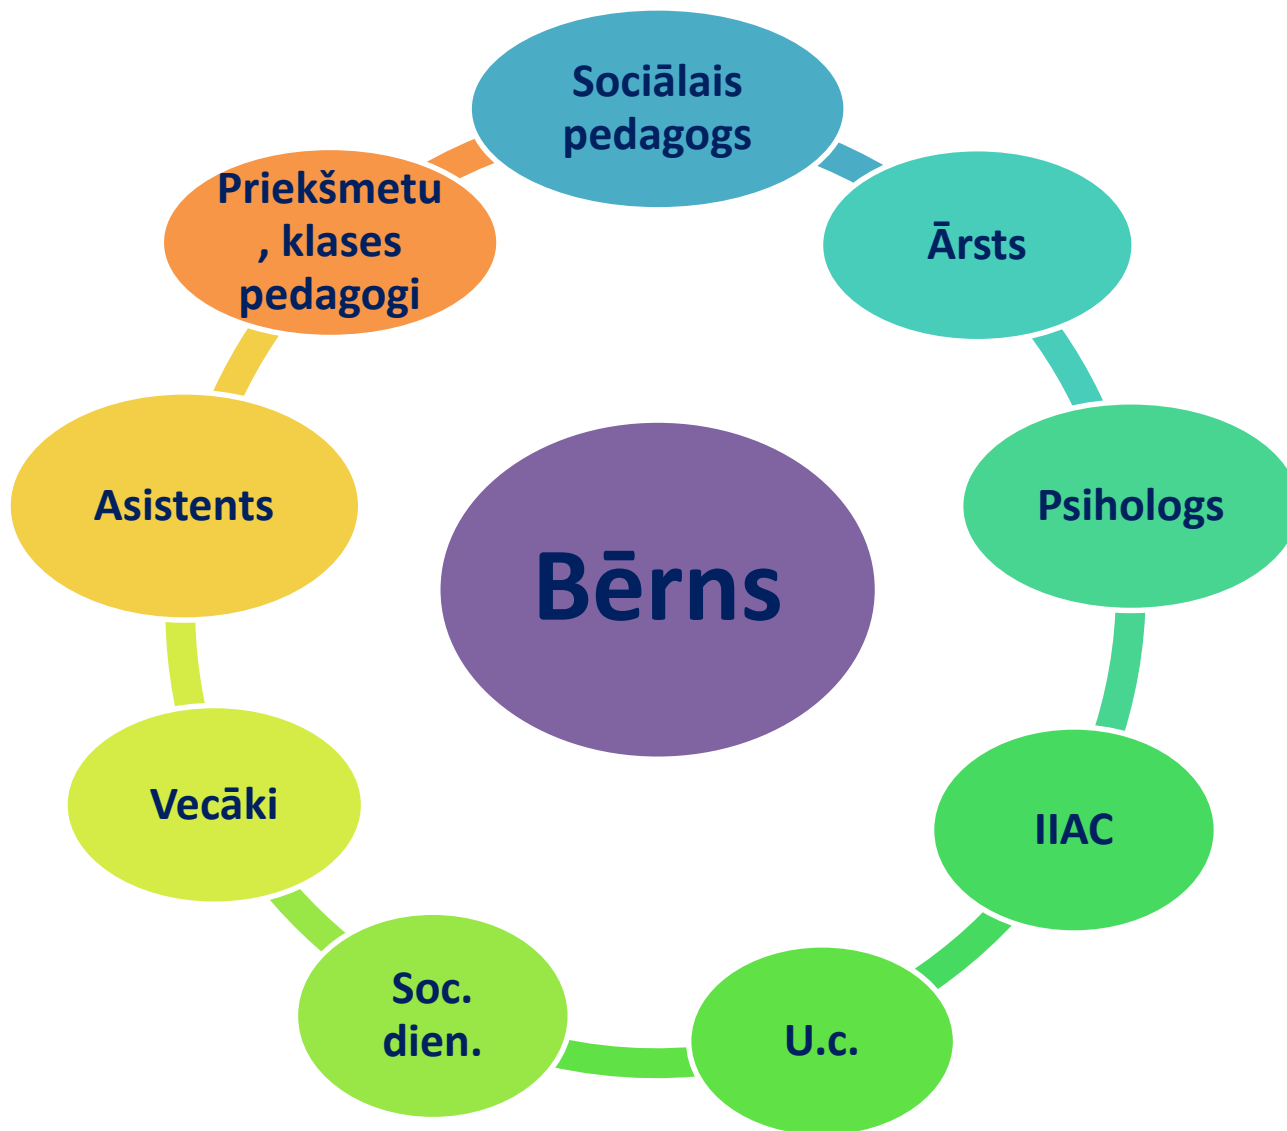 Sociālais
pedagogs
Ārsts
Psihologs
IIAC
U.c.
Soc.
dien.
Vecāki
Asistents
Priekšmetu
, klases
pedagogi
Bērns